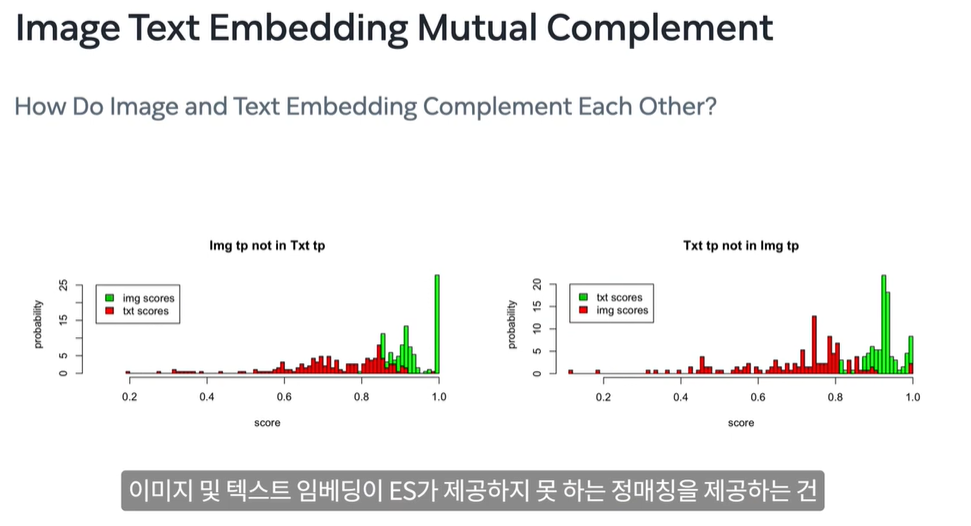 Image Text Embedding Mutual Complement
How Do Image and Text Embedding Complement Each Other?
Img tp not in Txt tp
img scores
txt scores
probability
0 5 15 25
0.2 0.4 0.6 0.8 1.0
score
Txt tp not in Img tp
txt scores
img scores
probability
0 5 10 15 20
0.2 0.4 0.6 0.8 1.0
score
이미지 및 텍스트 임베딩이 ES가 제공하지 못 하는 정매칭을 제공하는 건